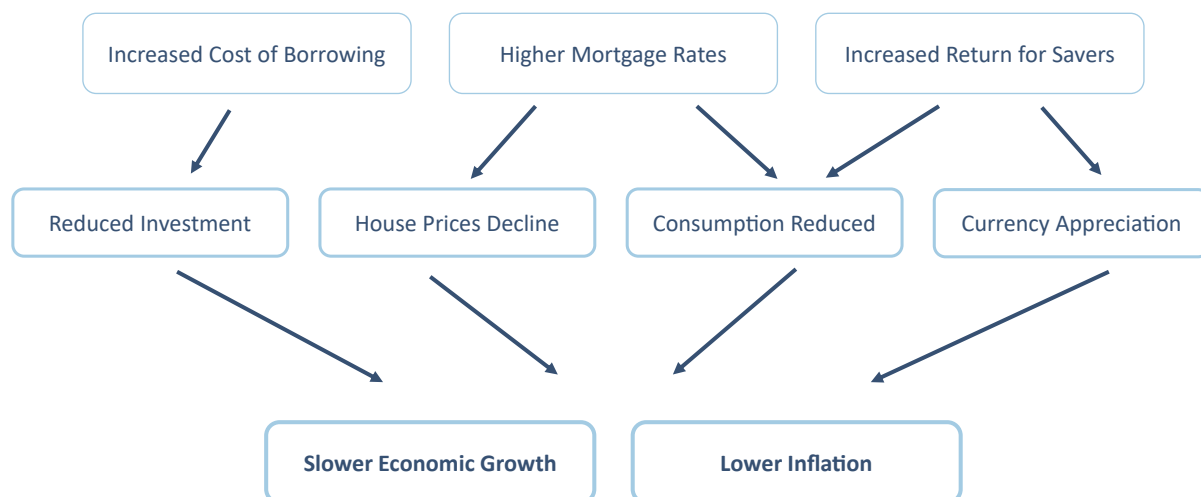 Increased Cost of Borrowing
Higher Mortgage Rates
Increased Return for Savers
Reduced Investment
House Prices Decline
Consumption Reduced
Currency Appreciation
Slower Economic Growth
Lower Inflation